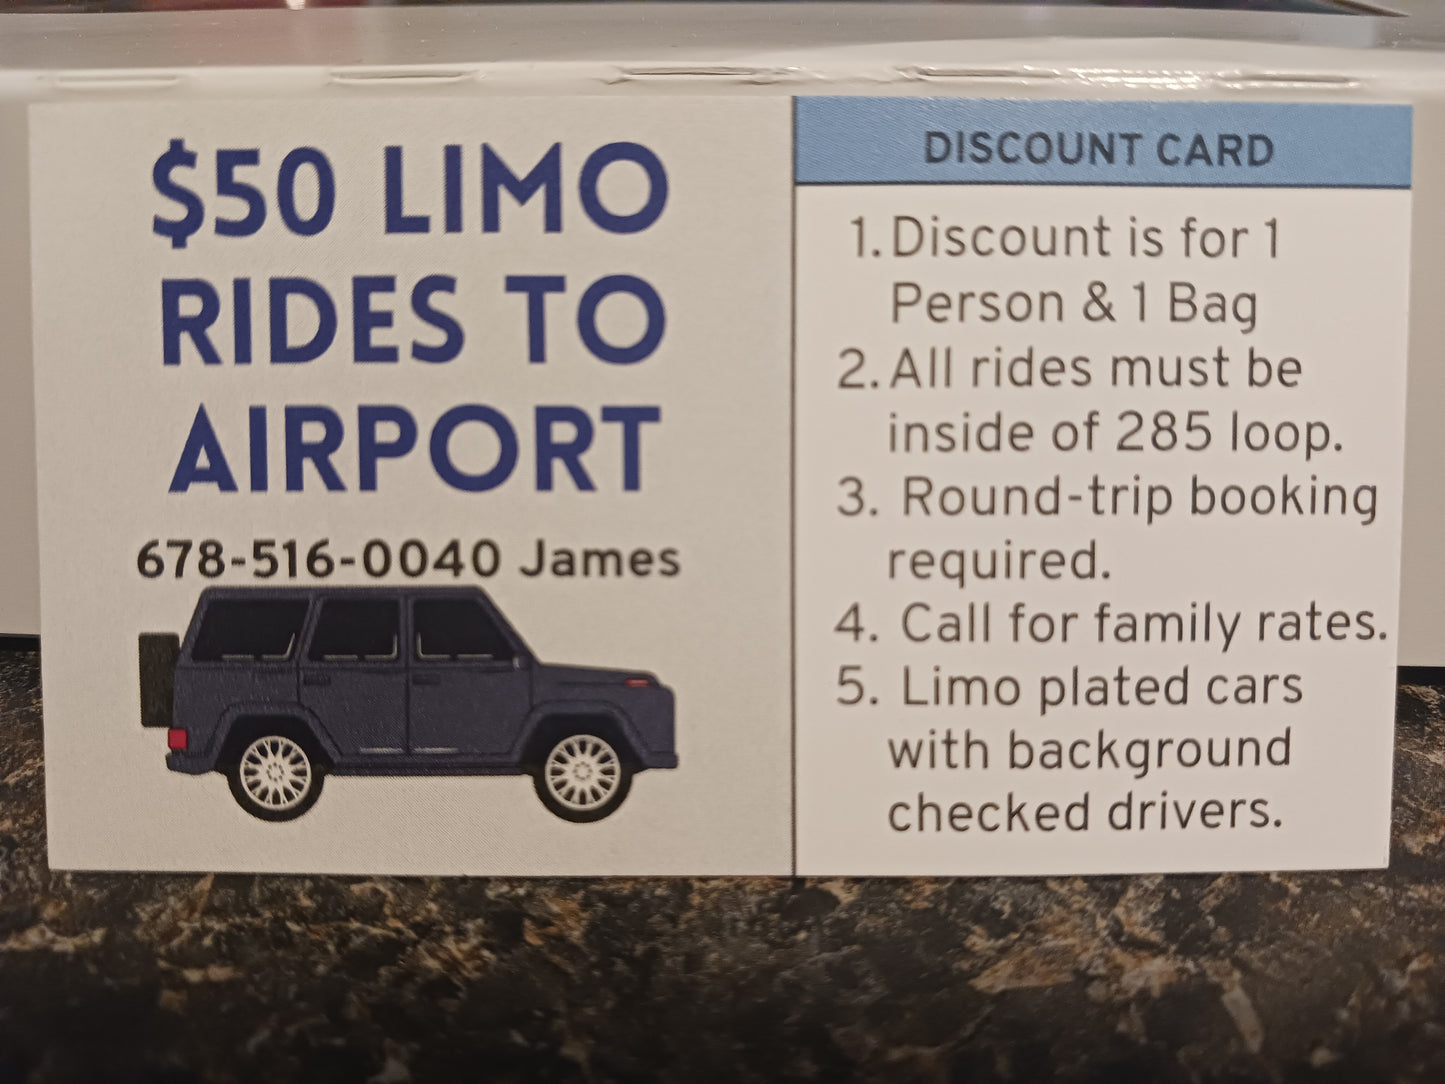 $50 LIMO
RIDES TO
AIRPORT
678-516-0040 James
DISCOUNT CARD
1. Discount is for 1
Person & 1 Bag
2. All rides must be
inside of 285 loop.
3. Round-trip booking
required.
4. Call for family rates.
5. Limo plated cars
with background
checked drivers.